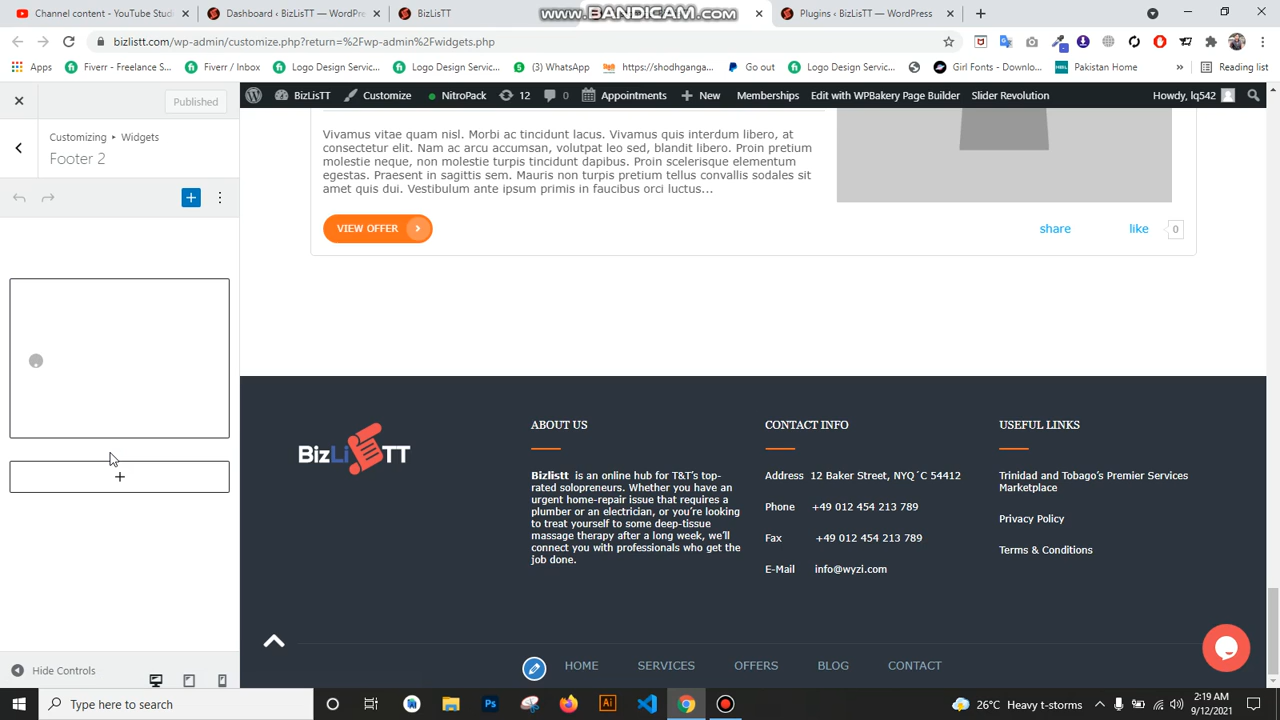 Channel content - YouTube St
Dashboard ‹ BizLisTT — WordPre
BizLisTT
www.BANDICAM.com
Plugins ‹ BizLisTT — WordPress
bizlistt.com/wp-admin/customize.php?return=%2Fwp-admin%2Fwidgets.php
Apps
Fiverr - Freelance S...
Fiverr / Inbox
Logo Design Servic...
(3) WhatsApp
https://shodhganga...
Go out
Logo Design Servic...
Girl Fonts - Downlo...
Pakistan Home
»
Reading list
Published
BizLisTT
Customize
NitroPack
12
0
Appointments
New
Memberships
Edit with WPBakery Page Builder
Slider Revolution
Howdy, lq542
Customizing ▸ Widgets
Footer 2
Vivamus vitae quam nisl. Morbi ac tincidunt lacus. Vivamus quis interdum libero, at
consectetur elit. Nam ac arcu accumsan, volutpat leo sed, blandit libero. Proin pretium
molestie neque, non molestie turpis tincidunt dapibus. Proin scelerisque elementum
egestas. Praesent in sagittis sem. Mauris non turpis pretium tellus convallis sodales sit
amet quis dui. Vestibulum ante ipsum primis in faucibus orci luctus...
VIEW OFFER
share
like
0
BizLiSTT
ABOUT US
Bizlistt is an online hub for T&T's top-
rated solopreneurs. Whether you have an
urgent home-repair issue that requires a
plumber or an electrician, or you're looking
to treat yourself to some deep-tissue
massage therapy after a long week, we'll
connect you with professionals who get the
job done.
CONTACT INFO
Address 12 Baker Street, NYQ´C 54412
Phone +49 012 454 213 789
Fax +49 012 454 213 789
E-Mail info@wyzi.com
USEFUL LINKS
Trinidad and Tobago's Premier Services
Marketplace
Privacy Policy
Terms & Conditions
HOME
SERVICES
OFFERS
BLOG
CONTACT
Hide Controls
Type here to search
26°C Heavy t-storms
2:19 AM
9/12/2021